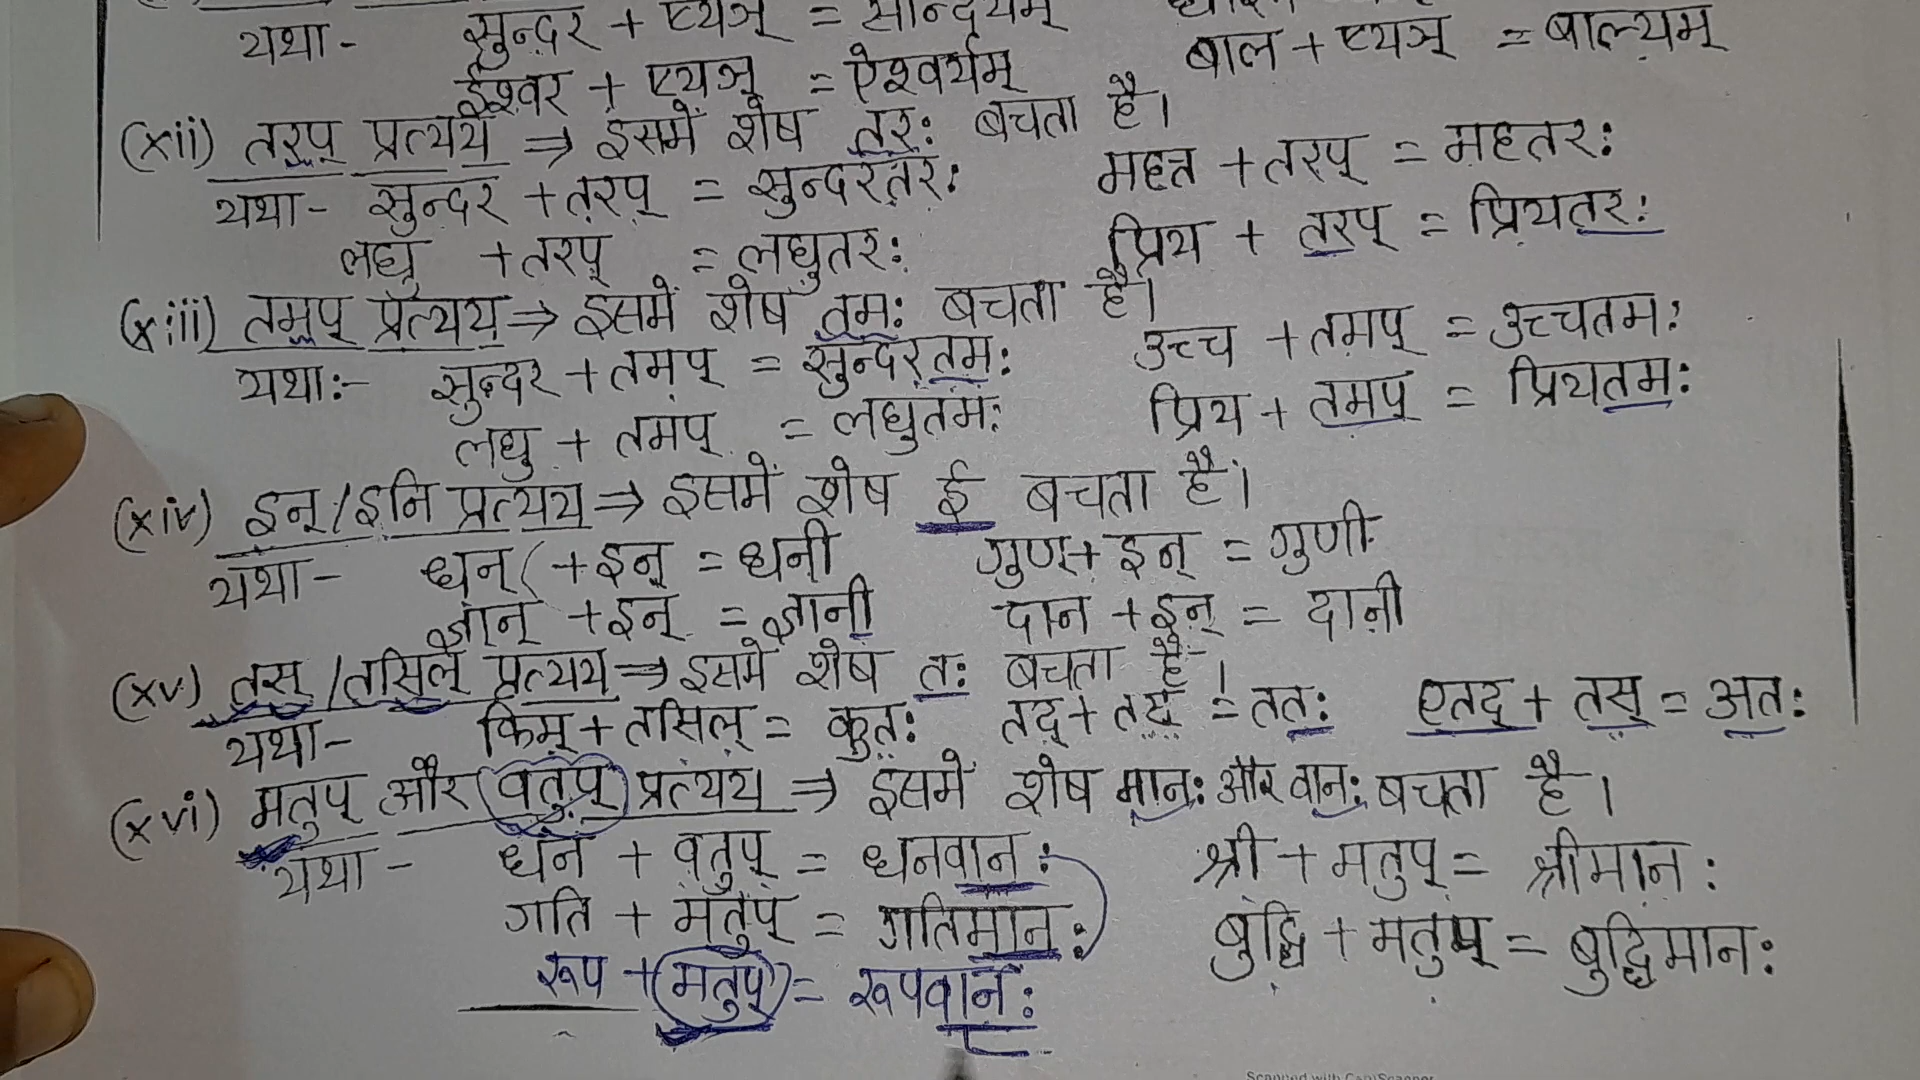 यथा- सुन्दर + ष्यञ् = सौन्दर्यम्
ईश्वर + ष्यञ् = ऐश्वर्यम् बाल + ष्यञ् = बाल्यम्
(xii) तरप् प्रत्यय ⇒ इसमें शेष तर: बचता है।
यथा- सुन्दर + तरप् = सुन्दरतर: महत + तरप् = महतर:
लघु + तरप् = लघुतर: प्रिय + तरप् = प्रियतर:
(xiii) तमप् प्रत्यय ⇒ इसमें शेष तम: बचता है।
यथा:- सुन्दर + तमप् = सुन्दरतम: उच्च + तमप् = उच्चतम:
लघु + तमप् = लघुतम: प्रिय + तमप् = प्रियतम:
(xiv) इन्/इनि प्रत्यय ⇒ इसमें शेष ई बचता है।
यथा- धन् (+ इन् = धनी गुण + इन् = गुणी
ज्ञान् + इन् = ज्ञानी दान + इन् = दानी
(xv) तस्/तसिल् प्रत्यय ⇒ इसमें शेष त: बचता है।
यथा- किम् + तसिल् = कुत: तद् + तस् = तत: एतद् + तस् = अत:
(xvi) मतुप् और वतुप् प्रत्यय ⇒ इसमें शेष मान: और वान: बचता है।
यथा- धन + वतुप् = धनवान: श्री + मतुप् = श्रीमान:
गति + मतुप् = गतिमान: बुद्धि + मतुप् = बुद्धिमान:
रूप + मतुप् = रूपवान:
Scanned with CamScanner